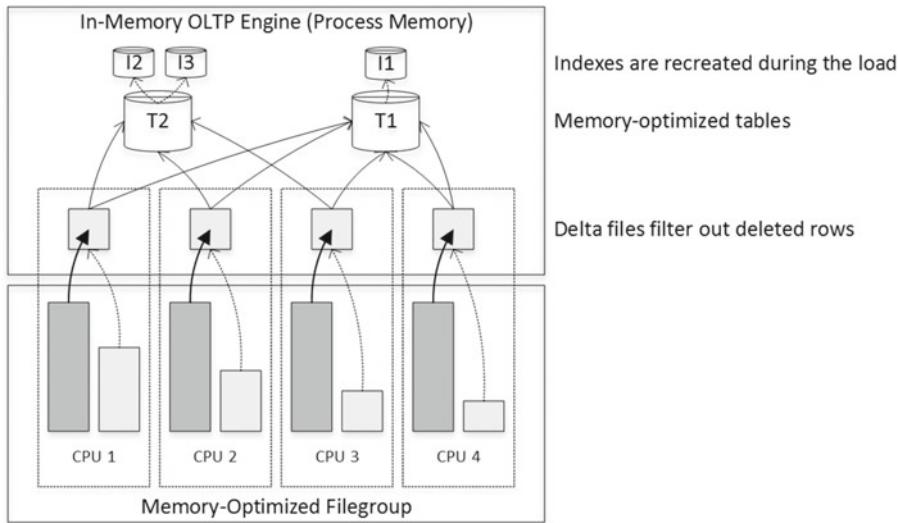 In-Memory OLTP Engine (Process Memory)
I2 I3 I1
Indexes are recreated during the load
T2 T1
Memory-optimized tables
Delta files filter out deleted rows
CPU 1 CPU 2 CPU 3 CPU 4
Memory-Optimized Filegroup